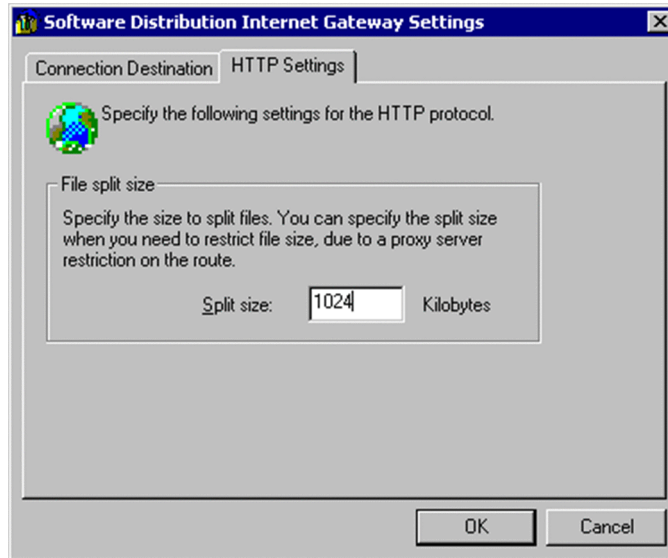 Software Distribution Internet Gateway Settings
Connection Destination
HTTP Settings
Specify the following settings for the HTTP protocol.
File split size
Specify the size to split files. You can specify the split size
when you need to restrict file size, due to a proxy server
restriction on the route.
Split size: 1024 Kilobytes
OK Cancel